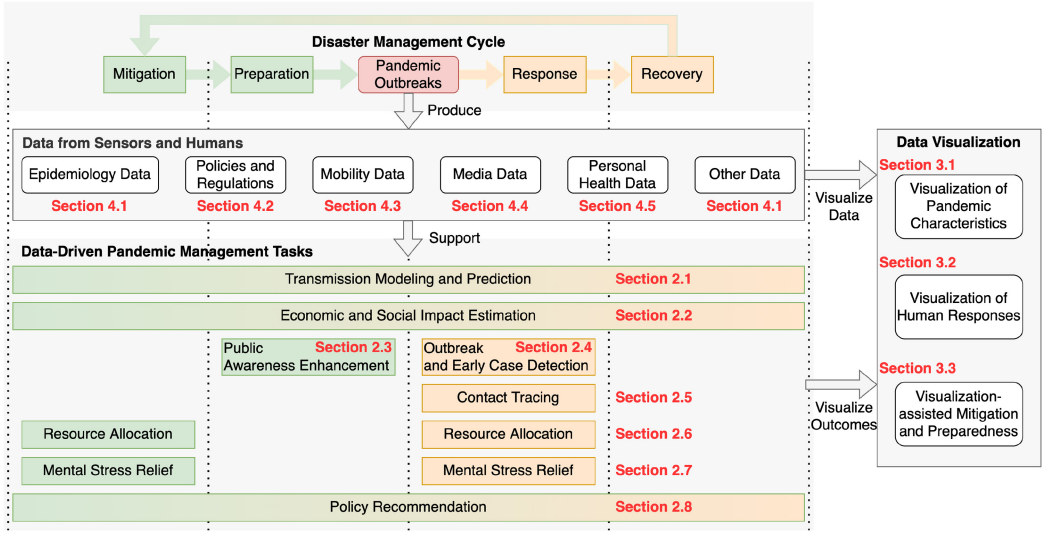 Disaster Management Cycle
Mitigation
Preparation
Pandemic
Outbreaks
Response
Recovery
Produce
Data from Sensors and Humans
Epidemiology Data
Policies and
Regulations
Mobility Data
Media Data
Personal
Health Data
Other Data
Section 4.1
Section 4.2
Section 4.3
Section 4.4
Section 4.5
Section 4.1
Support
Data-Driven Pandemic Management Tasks
Transmission Modeling and Prediction
Section 2.1
Economic and Social Impact Estimation
Section 2.2
Public
Section 2.3
Awareness Enhancement
Outbreak
Section 2.4
and Early Case Detection
Contact Tracing
Section 2.5
Resource Allocation
Resource Allocation
Section 2.6
Mental Stress Relief
Mental Stress Relief
Section 2.7
Policy Recommendation
Section 2.8
Visualize
Data
Visualize
Outcomes
Data Visualization
Section 3.1
Visualization of
Pandemic
Characteristics
Section 3.2
Visualization of
Human Responses
Section 3.3
Visualization-
assisted Mitigation
and Preparedness